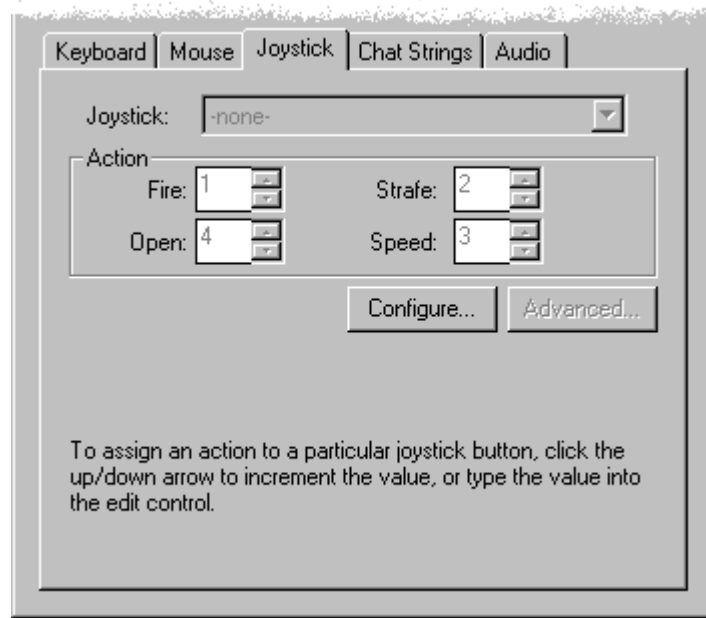 Keyboard Mouse Joystick Chat Strings Audio
Joystick: -none-
Action
Fire: 1 Strafe: 2
Open: 4 Speed: 3
Configure... Advanced...
To assign an action to a particular joystick button, click the
up/down arrow to increment the value, or type the value into
the edit control.